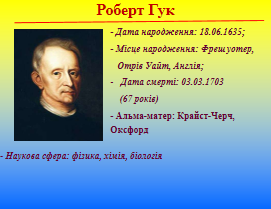 Роберт Гук
- Дата народження: 18.06.1635;
- Місце народження: Фрешуотер,
Отрів Уайт, Англія;
- Дата смерті: 03.03.1703
(67 років)
- Альма-матер: Крайст-Черч,
Оксфорд
- Наукова сфера: фізика, хімія, біологія